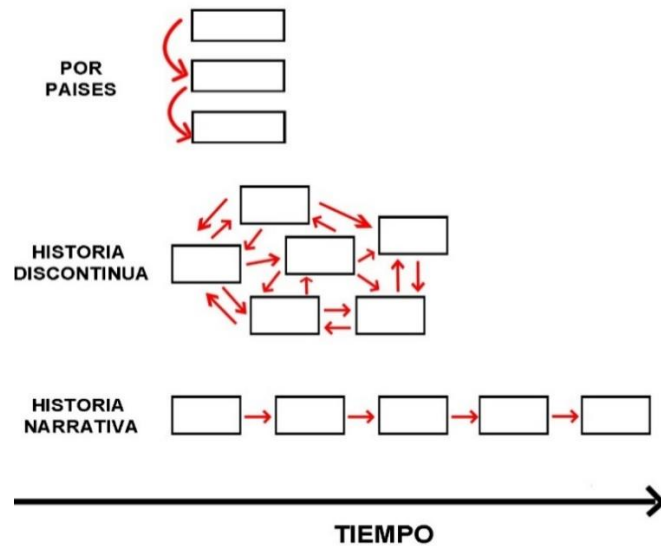 POR
PAISES
HISTORIA
DISCONTINUA
HISTORIA
NARRATIVA
TIEMPO